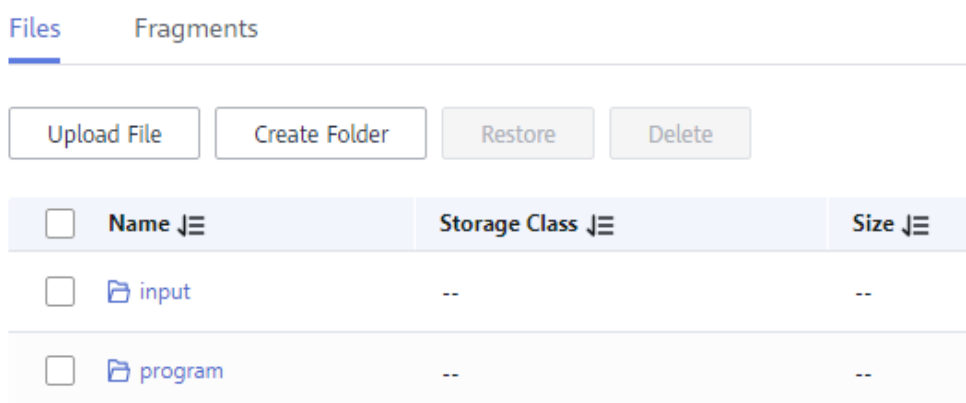 Files Fragments
Upload File Create Folder Restore Delete
Name Storage Class Size
input -- --
program -- --